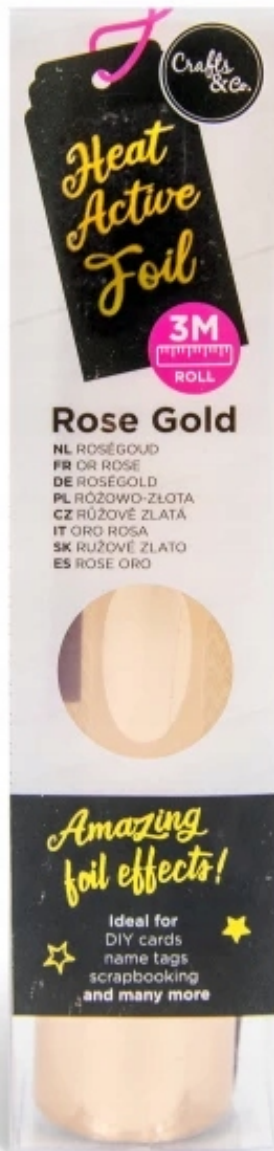 Crafts
&Co.
Heat
Active
Foil
3M
ROLL
Rose Gold
NL ROSÉGOUD
FR OR ROSE
DE ROSÉGOLD
PL RÓŻOWO-ZŁOTA
CZ RŮŽOVĚ ZLATÁ
IT ORO ROSA
SK RUŽOVÉ ZLATO
ES ROSE ORO
Amazing
foil effects!
Ideal for
DIY cards
name tags
scrapbooking
and many more